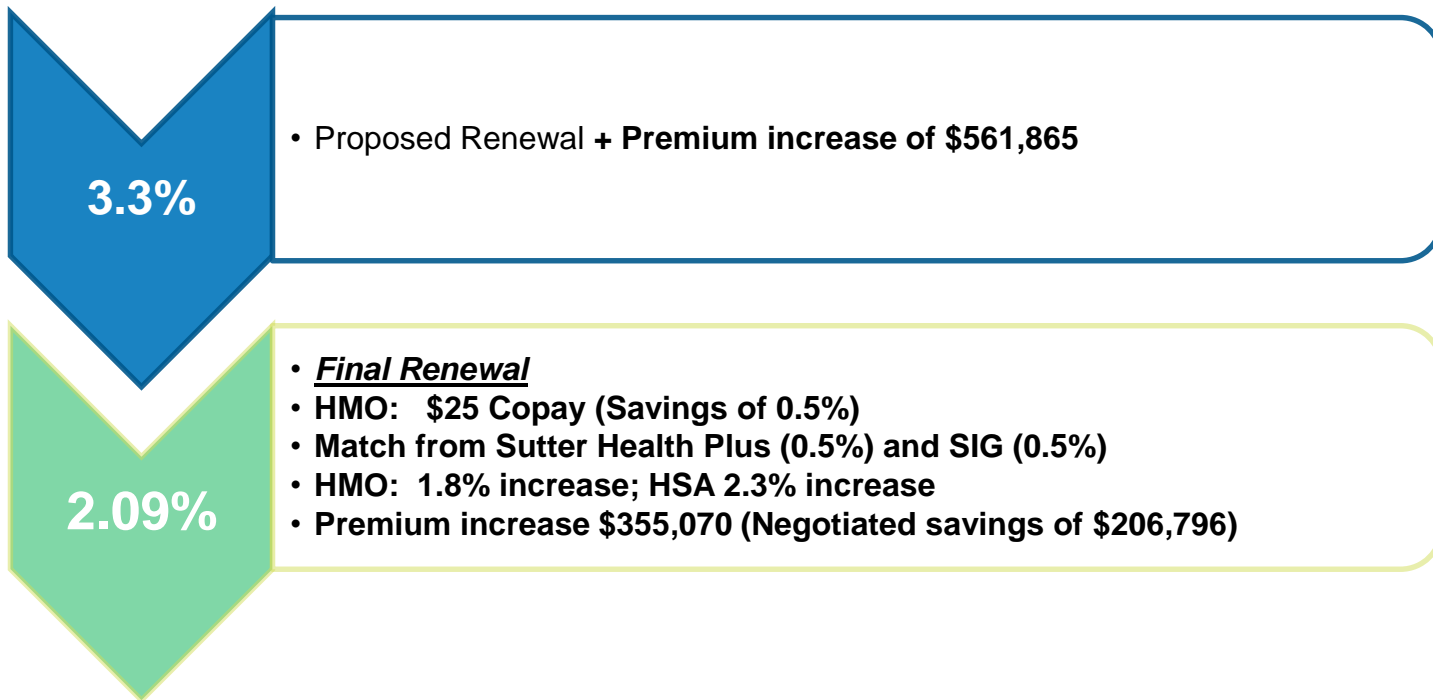 3.3%
• Proposed Renewal + Premium increase of $561,865
2.09%
• Final Renewal
• HMO: $25 Copay (Savings of 0.5%)
• Match from Sutter Health Plus (0.5%) and SIG (0.5%)
• HMO: 1.8% increase; HSA 2.3% increase
• Premium increase $355,070 (Negotiated savings of $206,796)